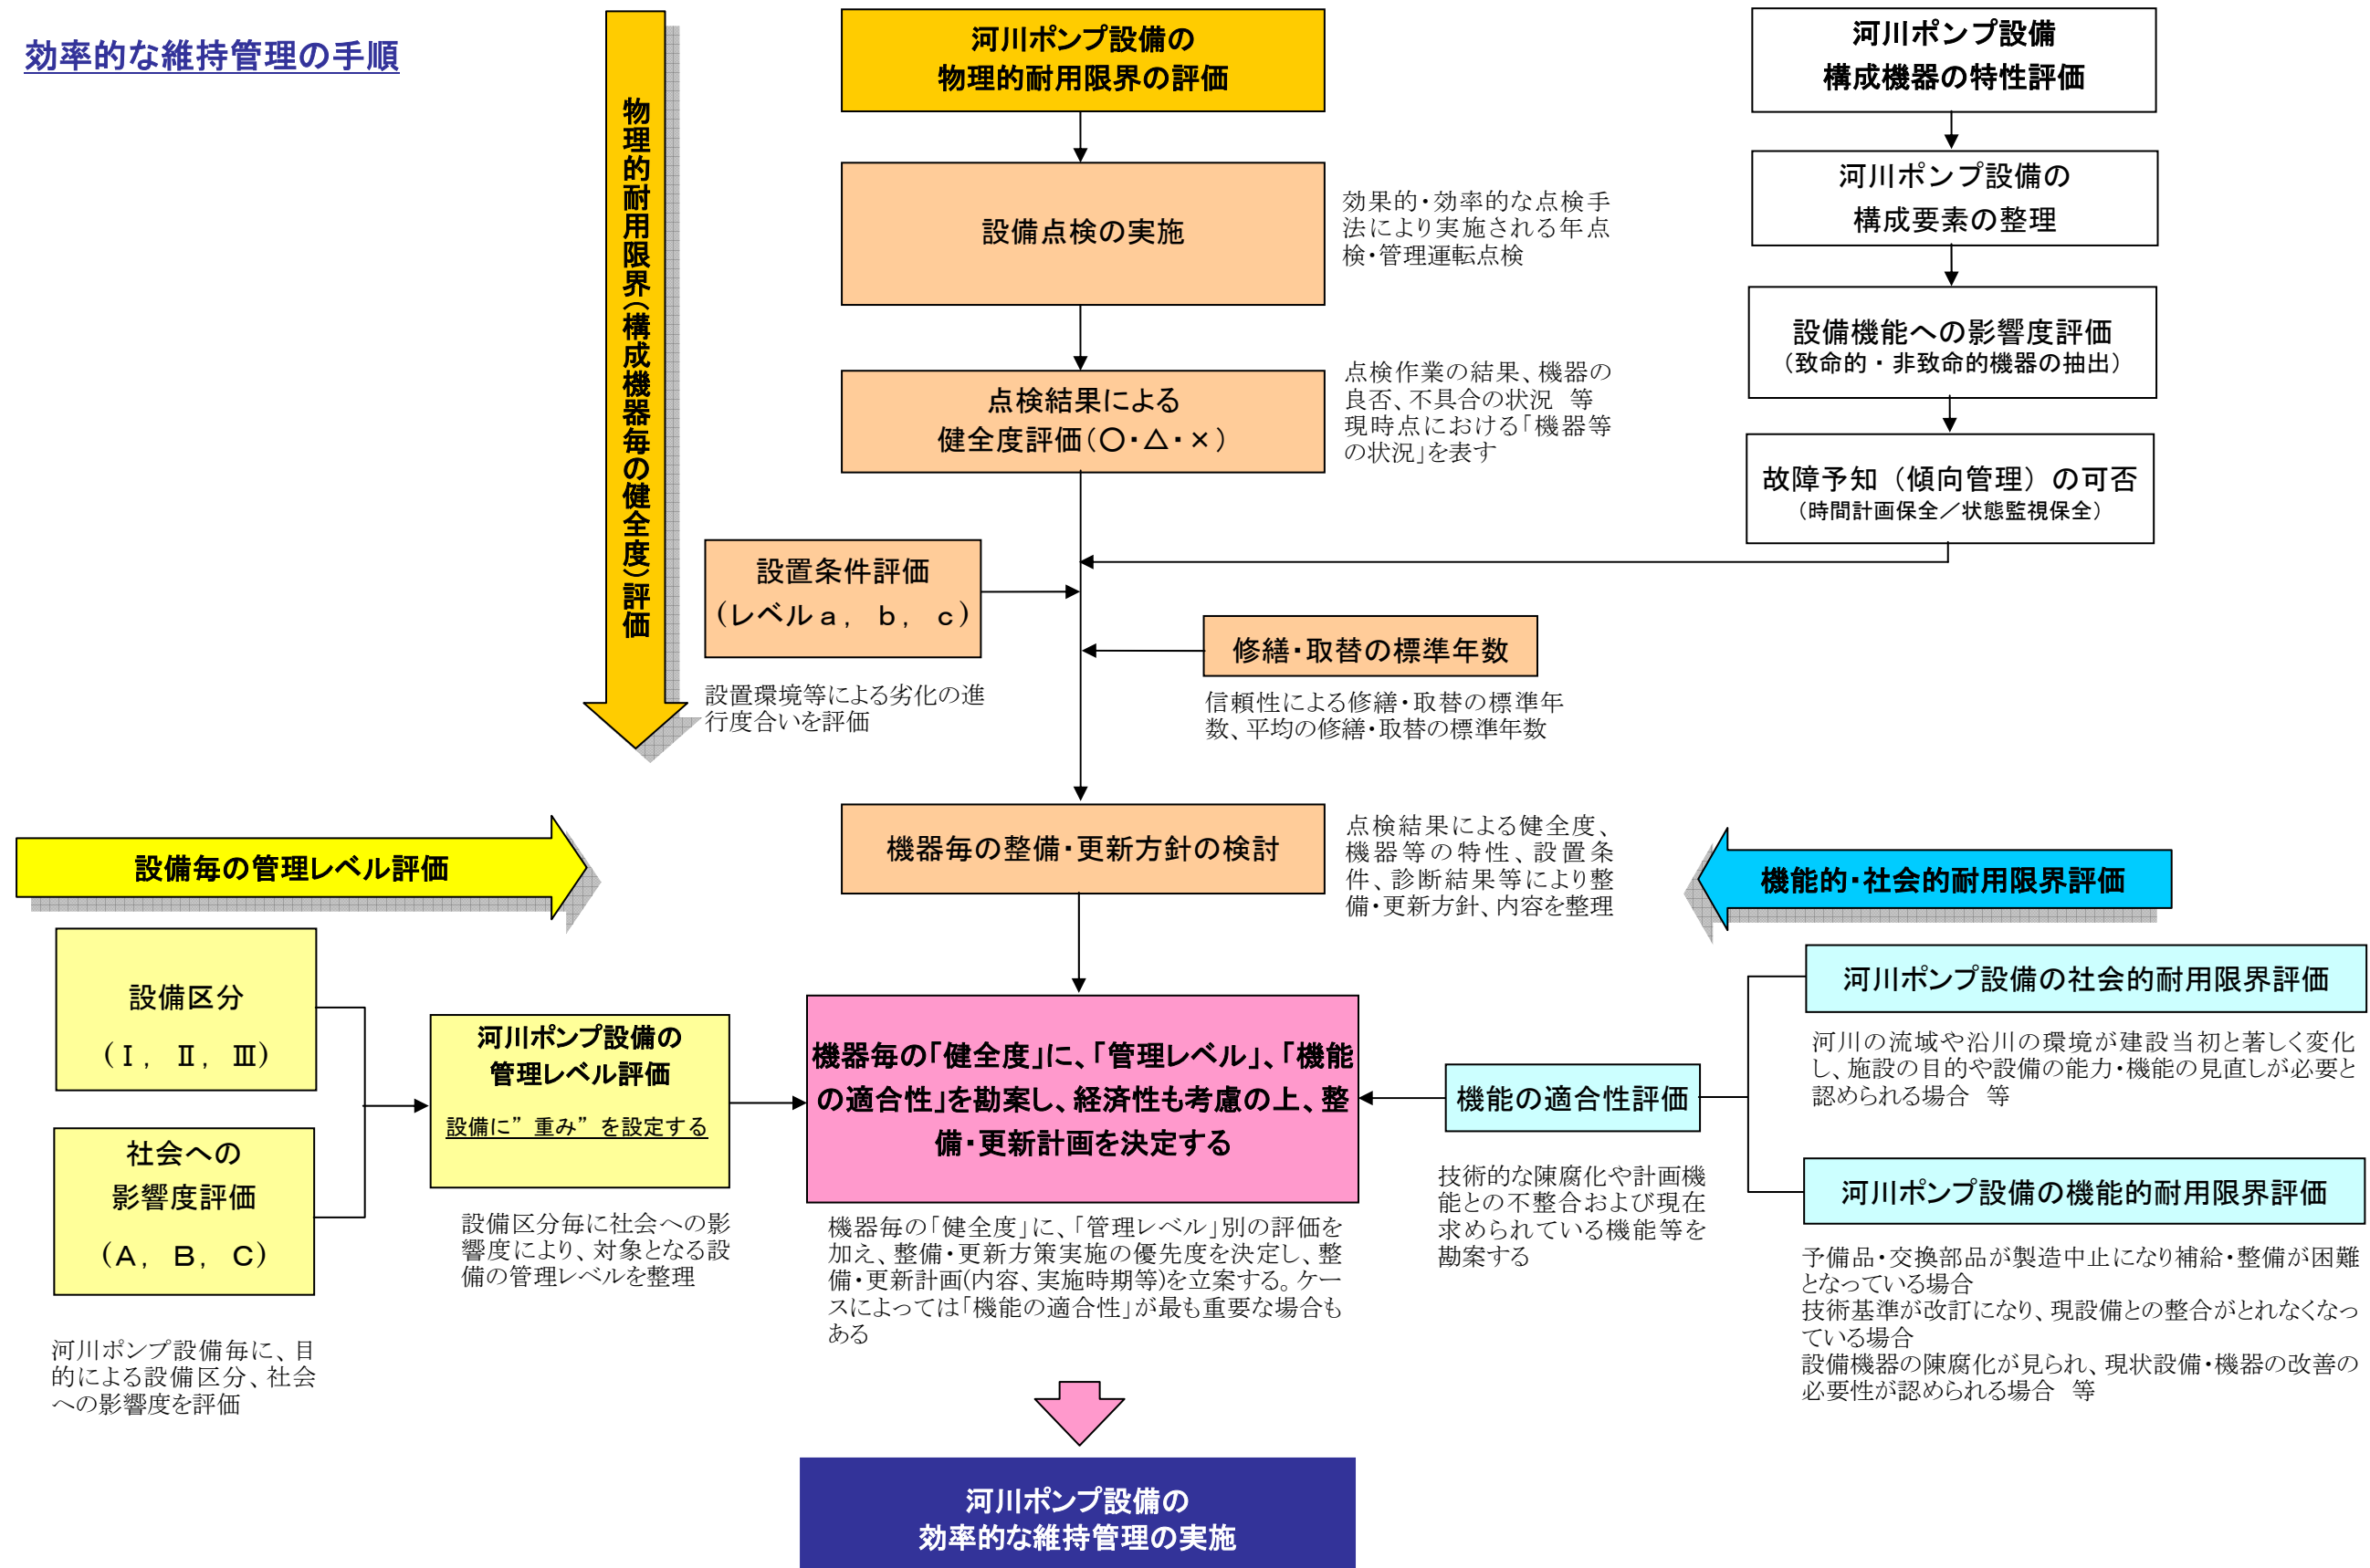 効率的な維持管理の手順
物理的耐用限界（構成機器毎の健全度）評価
河川ポンプ設備の
物理的耐用限界の評価
設備点検の実施
効果的・効率的な点検手
法により実施される年点
検・管理運転点検
点検結果による
健全度評価（○・△・×）
点検作業の結果、機器の
良否、不具合の状況　等
現時点における「機器等
の状況」を表す
河川ポンプ設備
構成機器の特性評価
河川ポンプ設備の
構成要素の整理
設備機能への影響度評価
（致命的・非致命的機器の抽出）
故障予知（傾向管理）の可否
（時間計画保全／状態監視保全）
設置条件評価
（レベルａ，　ｂ，　ｃ）
設置環境等による劣化の進
行度合いを評価
修繕・取替の標準年数
信頼性による修繕・取替の標準年
数、平均の修繕・取替の標準年数
機器毎の整備・更新方針の検討
点検結果による健全度、
機器等の特性、設置条
件、診断結果等により整
備・更新方針、内容を整理
設備毎の管理レベル評価
設備区分
（Ⅰ，　Ⅱ，　Ⅲ）
社会への
影響度評価
（Ａ，　Ｂ，　Ｃ）
河川ポンプ設備毎に、目
的による設備区分、社会
への影響度を評価
河川ポンプ設備の
管理レベル評価
設備に”重み”を設定する
設備区分毎に社会への影
響度により、対象となる設
備の管理レベルを整理
機器毎の「健全度」に、「管理レベル」、「機能
の適合性」を勘案し、経済性も考慮の上、整
備・更新計画を決定する
機器毎の「健全度」に、「管理レベル」別の評価を
加え、整備・更新方策実施の優先度を決定し、整
備・更新計画(内容、実施時期等)を立案する。ケー
スによっては「機能の適合性」が最も重要な場合も
ある
機能的・社会的耐用限界評価
機能の適合性評価
技術的な陳腐化や計画機
能との不整合および現在
求められている機能等を
勘案する
河川ポンプ設備の社会的耐用限界評価
河川の流域や沿川の環境が建設当初と著しく変化
し、施設の目的や設備の能力・機能の見直しが必要と
認められる場合　等
河川ポンプ設備の機能的耐用限界評価
予備品・交換部品が製造中止になり補給・整備が困難
となっている場合
技術基準が改訂になり、現設備との整合がとれなくなっ
ている場合
設備機器の陳腐化が見られ、現状設備・機器の改善の
必要性が認められる場合　等
河川ポンプ設備の
効率的な維持管理の実施